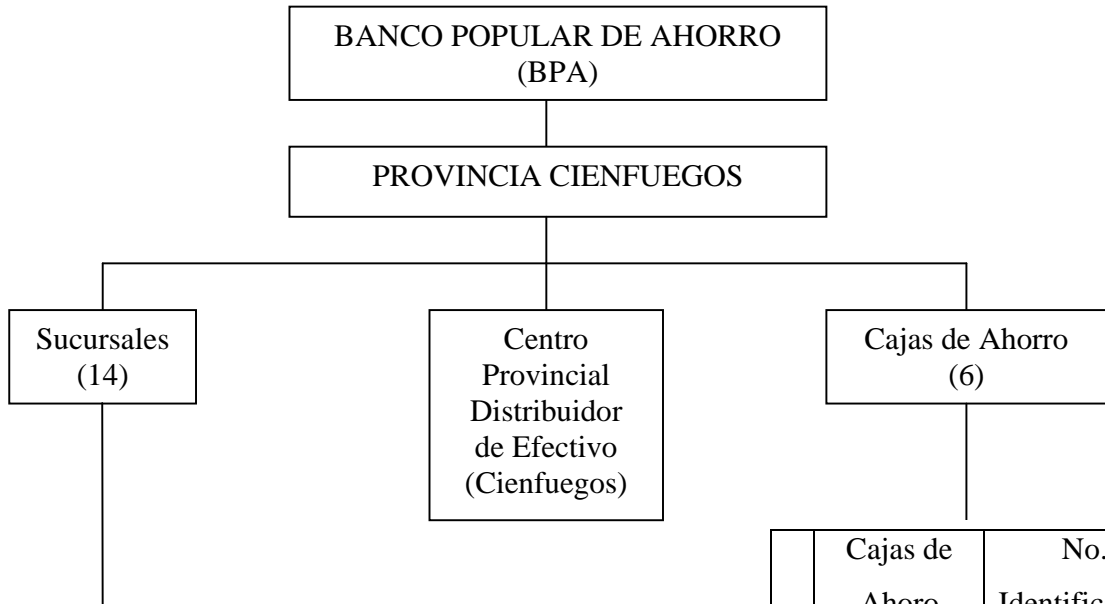 BANCO POPULAR DE AHORRO
(BPA)
PROVINCIA CIENFUEGOS
Sucursales
(14)
Centro
Provincial
Distribuidor
de Efectivo
(Cienfuegos)
Cajas de Ahorro
(6)
Cajas de
Ahoro
No.